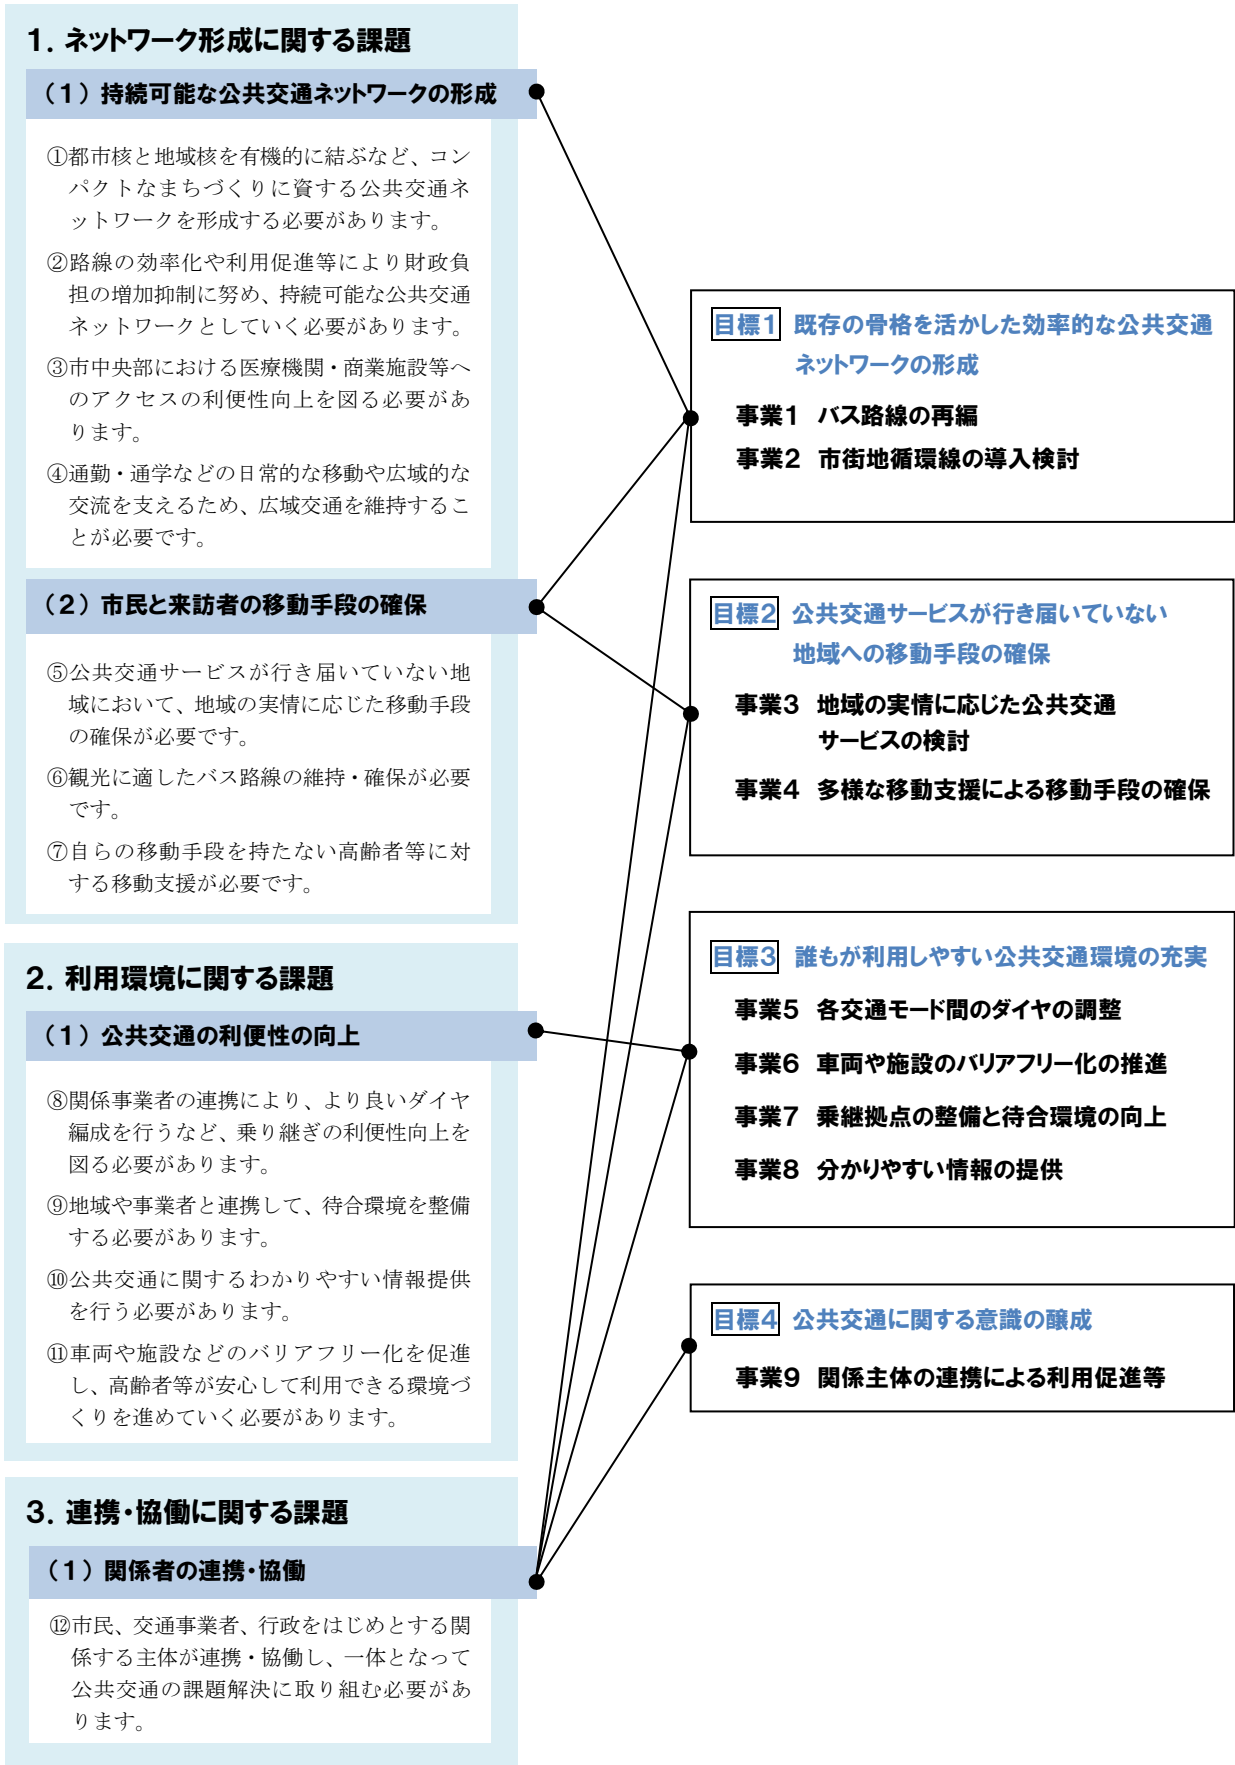 1．ネットワーク形成に関する課題
（1）持続可能な公共交通ネットワークの形成
①都市核と地域核を有機的に結ぶなど、コン
パクトなまちづくりに資する公共交通ネ
ットワークを形成する必要があります。
②路線の効率化や利用促進等により財政負
担の増加抑制に努め、持続可能な公共交通
ネットワークとしていく必要があります。
③市中央部における医療機関・商業施設等へ
のアクセスの利便性向上を図る必要があ
ります。
④通勤・通学などの日常的な移動や広域的な
交流を支えるため、広域交通を維持するこ
とが必要です。
（2）市民と来訪者の移動手段の確保
⑤公共交通サービスが行き届いていない地
域において、地域の実情に応じた移動手段
の確保が必要です。
⑥観光に適したバス路線の維持・確保が必要
です。
⑦自らの移動手段を持たない高齢者等に対
する移動支援が必要です。
2．利用環境に関する課題
（1）公共交通の利便性の向上
⑧関係事業者の連携により、より良いダイヤ
編成を行うなど、乗り継ぎの利便性向上を
図る必要があります。
⑨地域や事業者と連携して、待合環境を整備
する必要があります。
⑩公共交通に関するわかりやすい情報提供
を行う必要があります。
⑪車両や施設などのバリアフリー化を促進
し、高齢者等が安心して利用できる環境づ
くりを進めていく必要があります。
3．連携・協働に関する課題
（1）関係者の連携・協働
⑫市民、交通事業者、行政をはじめとする関
係する主体が連携・協働し、一体となって
公共交通の課題解決に取り組む必要があ
ります。
目標1 既存の骨格を活かした効率的な公共交通
ネットワークの形成
事業1 バス路線の再編
事業2 市街地循環線の導入検討
目標2 公共交通サービスが行き届いていない
地域への移動手段の確保
事業3 地域の実情に応じた公共交通
サービスの検討
事業4 多様な移動支援による移動手段の確保
目標3 誰もが利用しやすい公共交通環境の充実
事業5 各交通モード間のダイヤの調整
事業6 車両や施設のバリアフリー化の推進
事業7 乗継拠点の整備と待合環境の向上
事業8 分かりやすい情報の提供
目標4 公共交通に関する意識の醸成
事業9 関係主体の連携による利用促進等